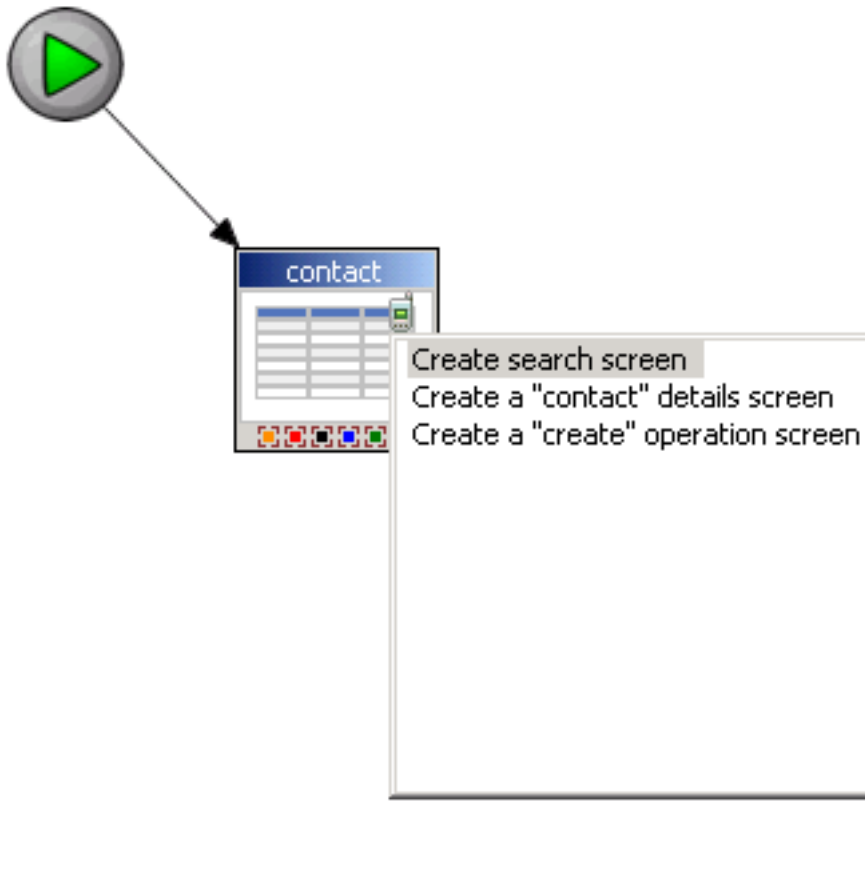 contact
Create search screen
Create a "contact" details screen
Create a "create" operation screen